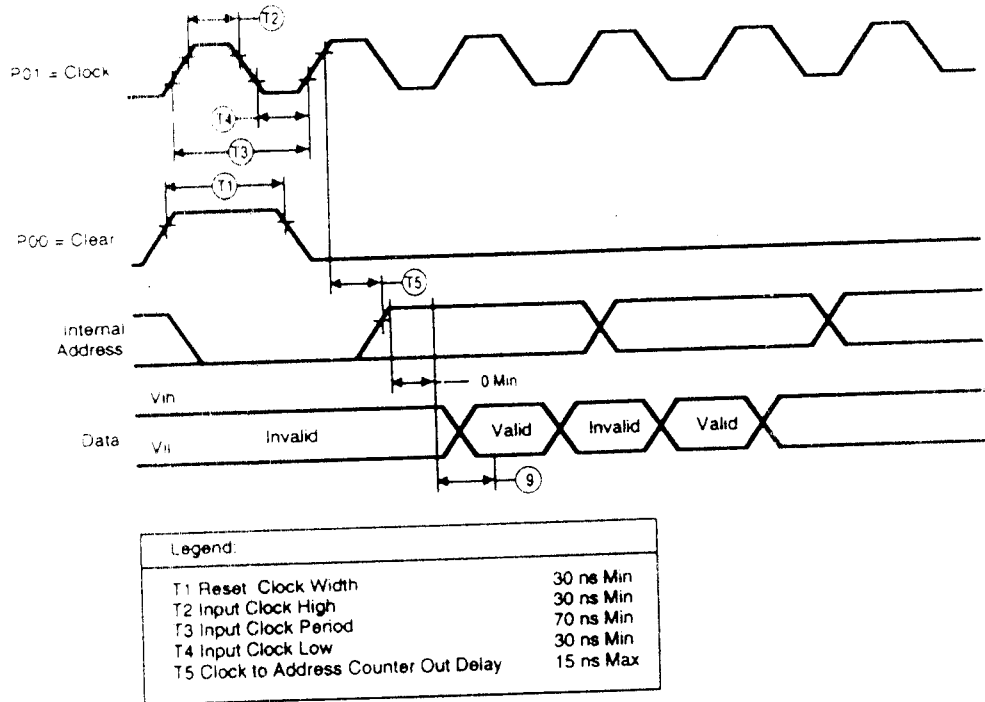 T2
P01 = Clock
T4
T3
T1
P00 = Clear
T5
Internal
Address
0 Min
Vih
Data
Vil
Invalid
Valid
Invalid
Valid
9
Legend:
T1 Reset Clock Width 30 ns Min
T2 Input Clock High 30 ns Min
T3 Input Clock Period 70 ns Min
T4 Input Clock Low 30 ns Min
T5 Clock to Address Counter Out Delay 15 ns Max